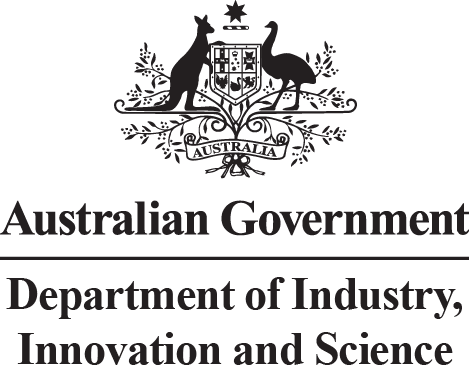 AUSTRALIA
Australian Government
Department of Industry,
Innovation and Science